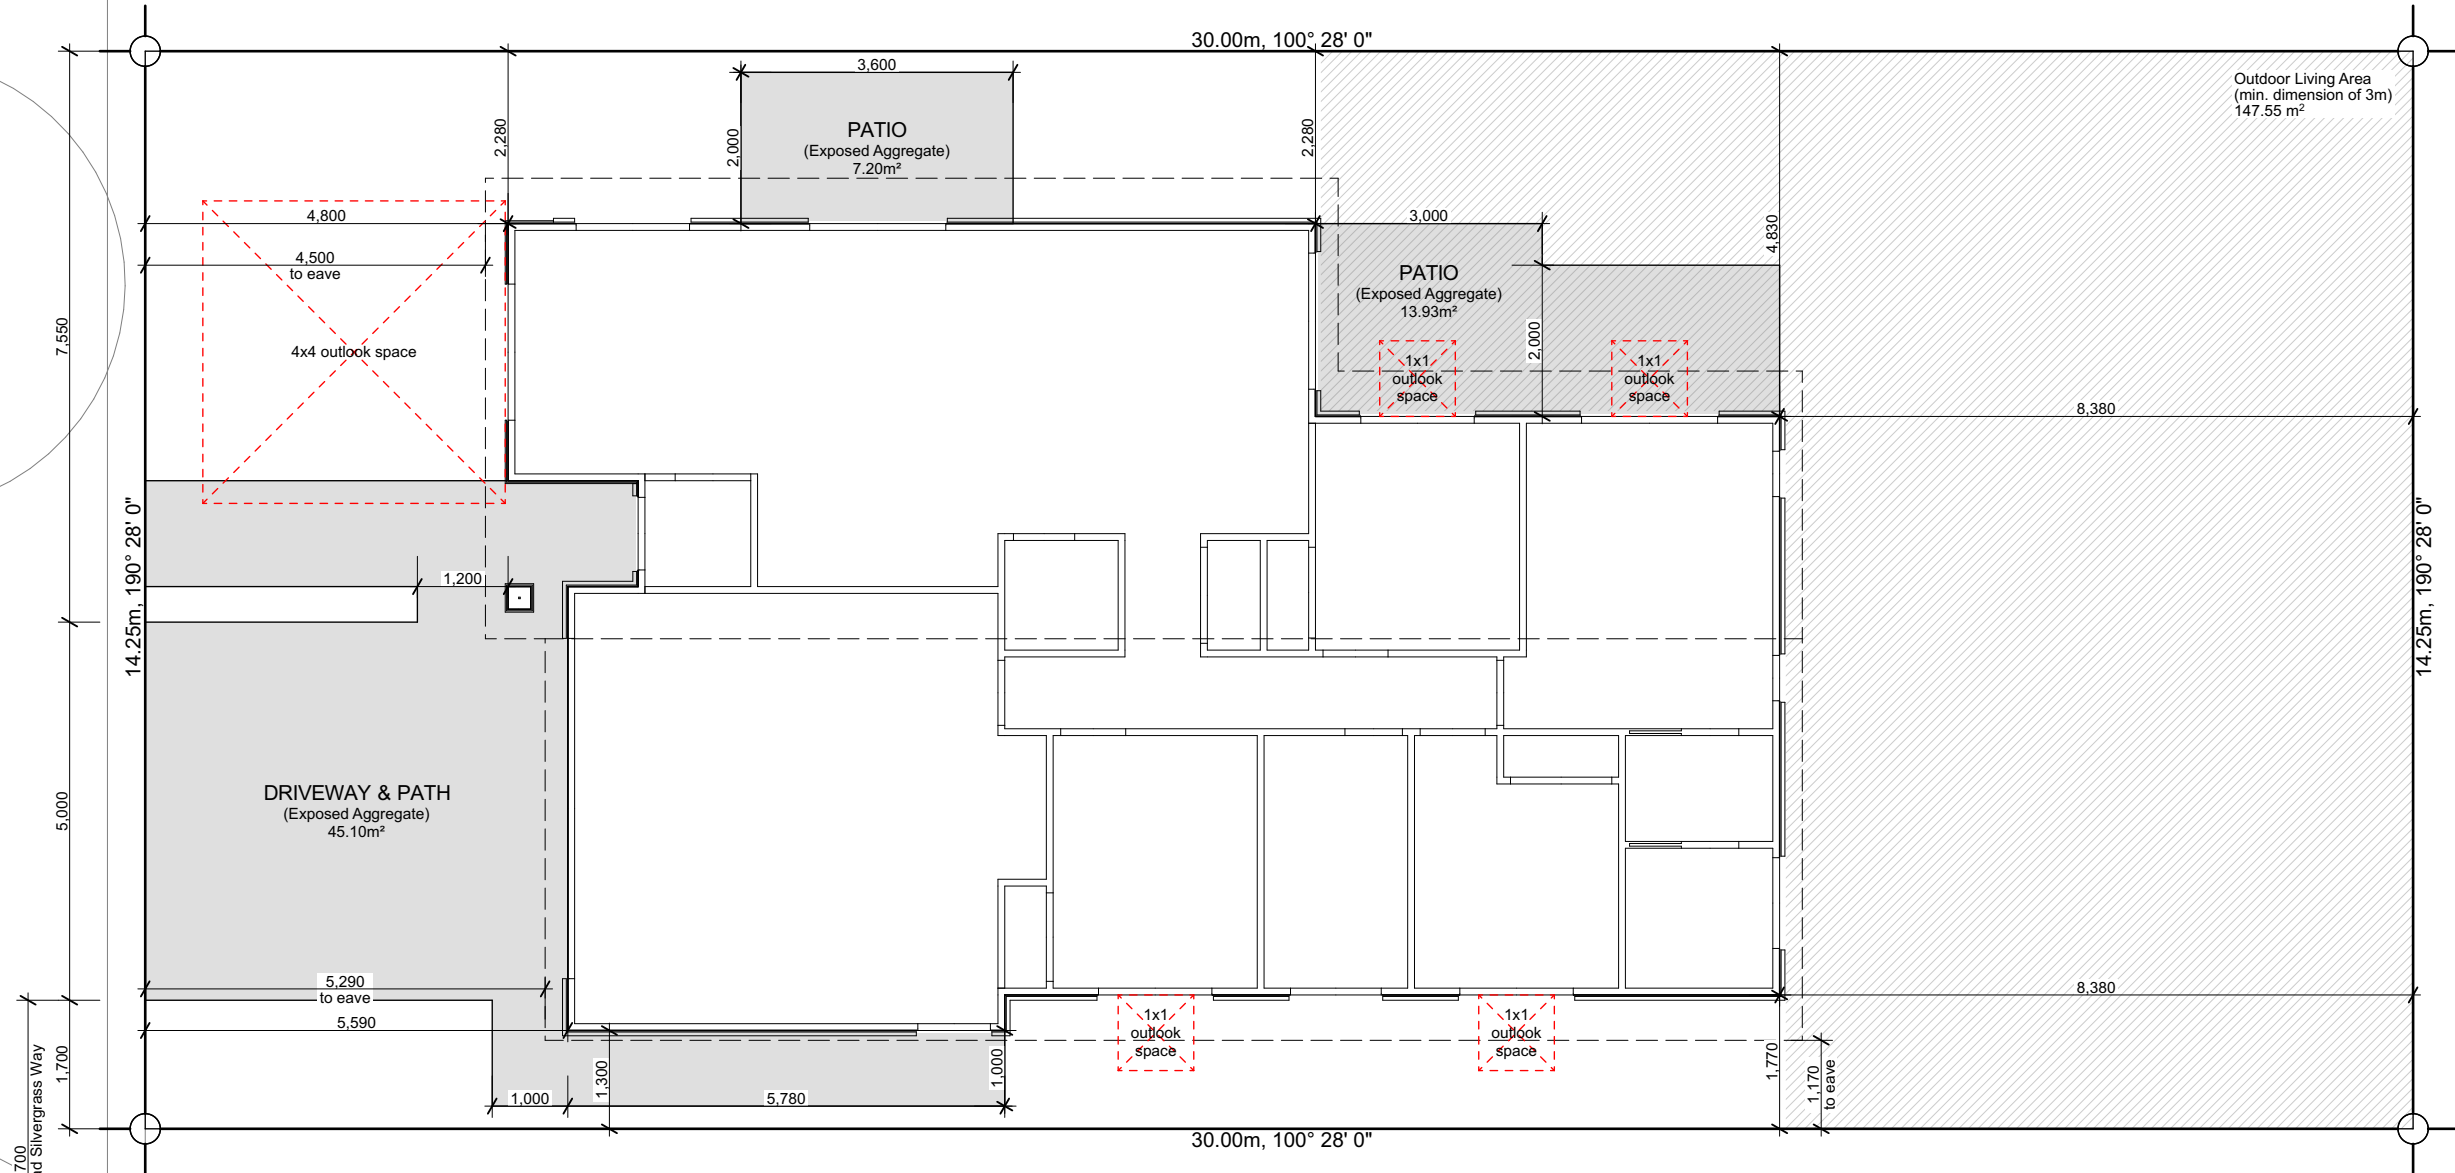 30.00m, 100° 28' 0"
Outdoor Living Area
(min. dimension of 3m)
147.55 m²
3,600
2,280
2,000
PATIO
(Exposed Aggregate)
7.20m²
2,280
4,800
4,500
to eave
3,000
4,830
PATIO
(Exposed Aggregate)
13.93m²
2,000
7,550
4x4 outlook space
1x1
outlook
space
1x1
outlook
space
8,380
14.25m, 190° 28' 0"
14.25m, 190° 28' 0"
1,200
DRIVEWAY & PATH
(Exposed Aggregate)
45.10m²
5,000
5,290
to eave
5,590
8,380
1x1
outlook
space
1x1
outlook
space
1,700
1,300
1,000
1,770
1,170
to eave
1,000
5,780
30.00m, 100° 28' 0"
700
Silvergrass Way